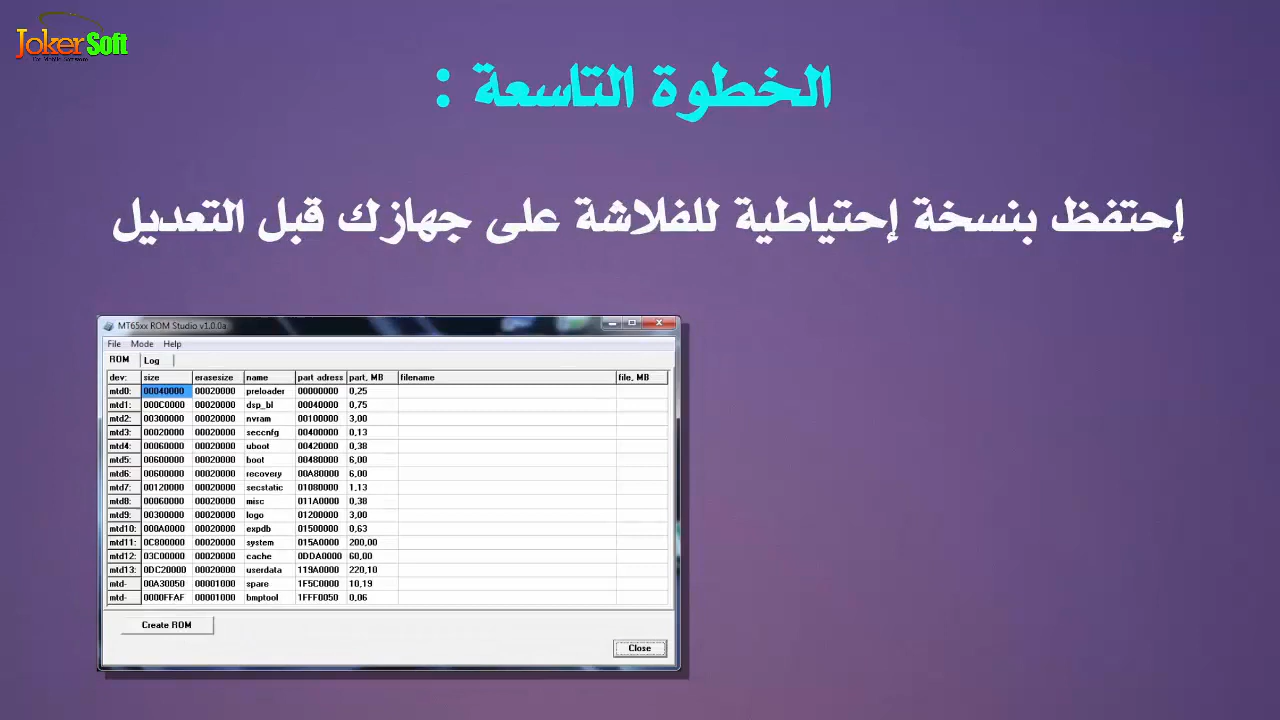 JokerSoft
For Mobile Software
الخطوة التاسعة :
إحتفظ بنسخة إحتياطية للفلاشة على جهازك قبل التعديل
MT65xx ROM Studio v1.0.0a
File Mode Help
ROM Log
dev: size erasesize name part adress part, MB filename file, MB
mtd0: 00040000 00020000 preloader 00000000 0,25
mtd1: 000C0000 00020000 dsp_bl 00040000 0,75
mtd2: 00300000 00020000 nvram 00100000 3,00
mtd3: 00020000 00020000 seccnfg 00400000 0,13
mtd4: 00060000 00020000 uboot 00420000 0,38
mtd5: 00600000 00020000 boot 00480000 6,00
mtd6: 00600000 00020000 recovery 00A80000 6,00
mtd7: 00120000 00020000 secstatic 01080000 1,13
mtd8: 00060000 00020000 misc 011A0000 0,38
mtd9: 00300000 00020000 logo 01200000 3,00
mtd10: 000A0000 00020000 expdb 01500000 0,63
mtd11: 0C800000 00020000 system 015A0000 200,00
mtd12: 03C00000 00020000 cache 0DDA0000 60,00
mtd13: 0DC20000 00020000 userdata 119A0000 220,10
mtd- 00A30050 00001000 spare 1F5C0000 10,19
mtd- 0000FFAF 00001000 bmptool 1FFF0050 0,06
Create ROM
Close